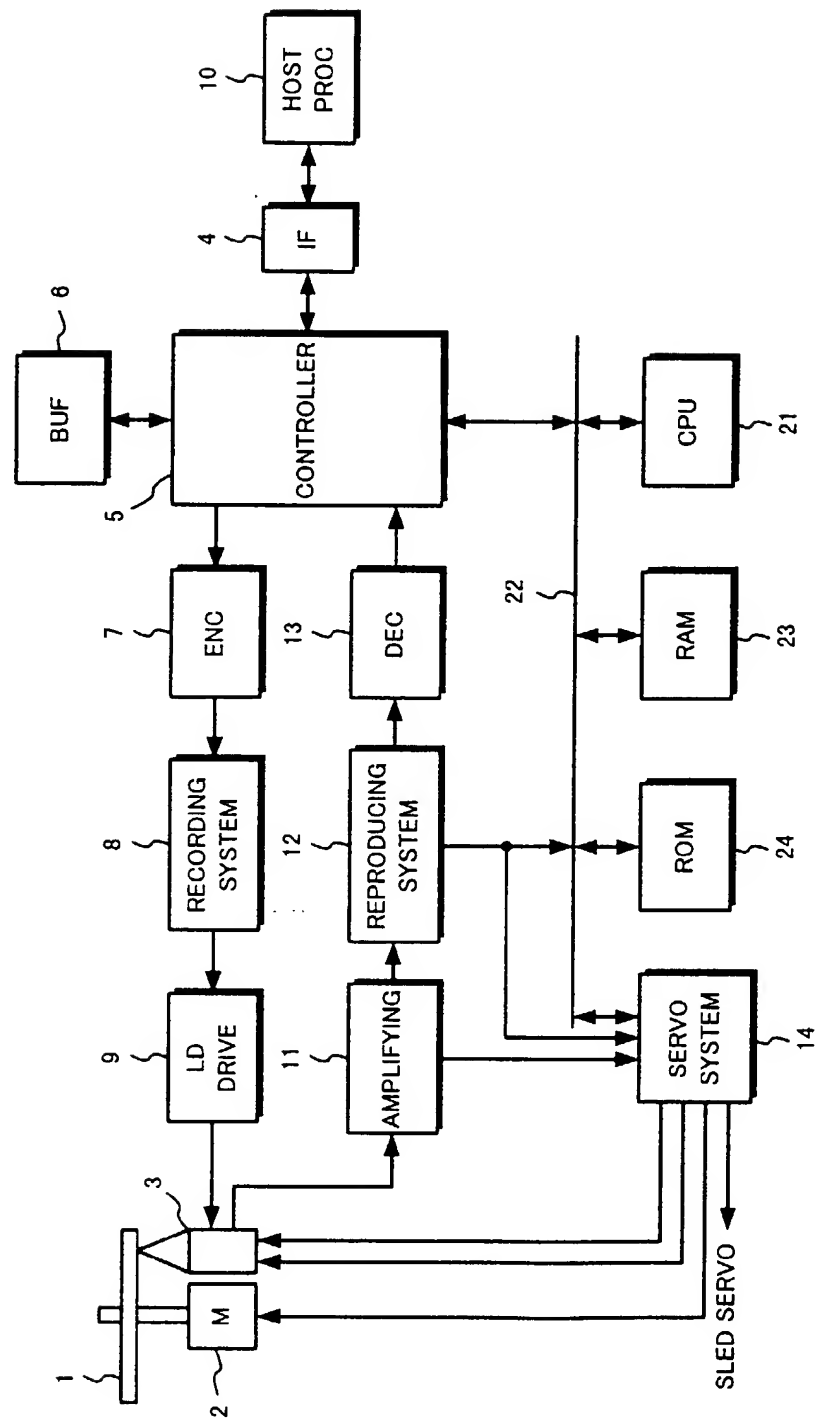 6
BUF
10
HOST
PROC
4
IF
5
CONTROLLER
7
ENC
13
DEC
8
RECORDING
SYSTEM
12
REPRODUCING
SYSTEM
9
LD
DRIVE
11
AMPLIFYING
3
1
M
2
22
CPU
21
RAM
23
ROM
24
SERVO
SYSTEM
14
SLED SERVO